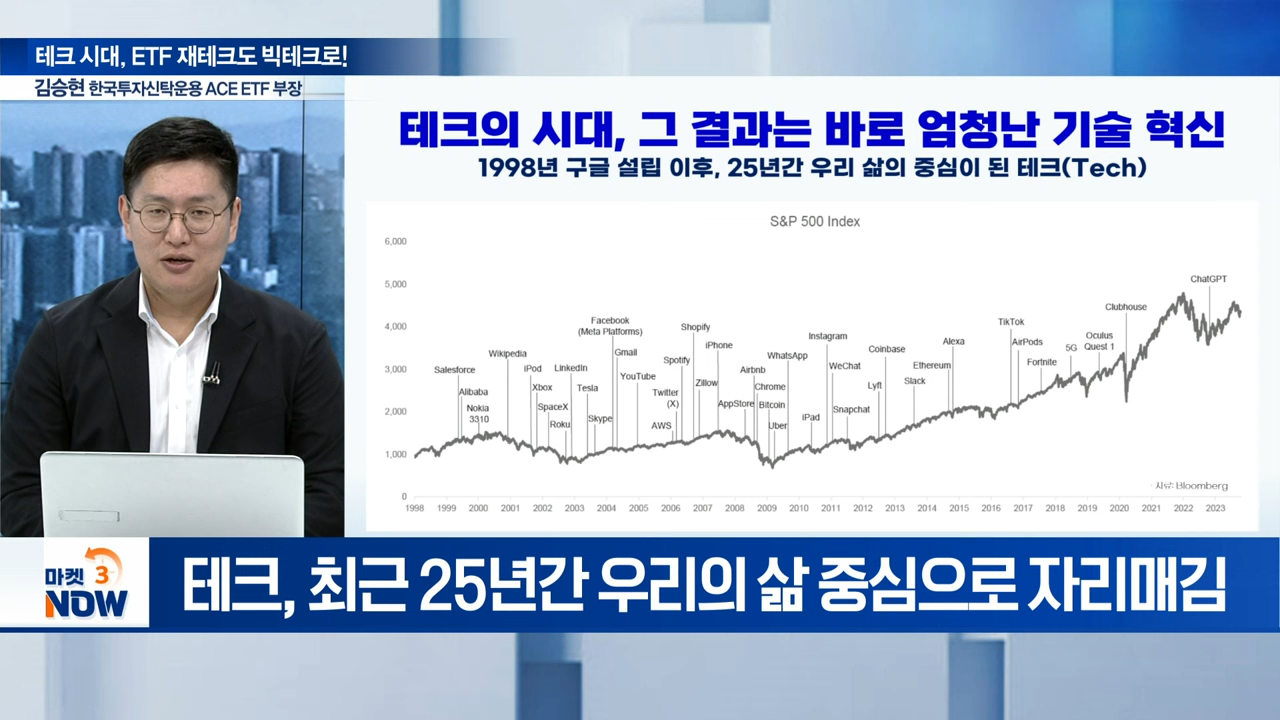 테크 시대, ETF 재테크도 빅테크로!
김승현 한국투자신탁운용 ACE ETF 부장
테크의 시대, 그 결과는 바로 엄청난 기술 혁신
1998년 구글 설립 이후, 25년간 우리 삶의 중심이 된 테크(Tech)
S&P 500 Index
6,000
5,000
4,000
3,000
2,000
1,000
0
Salesforce
Alibaba
Nokia
3310
Wikipedia
iPod
Xbox
SpaceX
LinkedIn
Roku
Tesla
Skype
Facebook
(Meta Platforms)
Gmail
YouTube
Spotify
Twitter
(X)
AWS
Shopify
Zillow
iPhone
AppStore
Airbnb
Chrome
Bitcoin
Uber
WhatsApp
iPad
Instagram
WeChat
Snapchat
Coinbase
Lyft
Slack
Ethereum
Alexa
TikTok
AirPods
Fortnite
5G
Oculus
Quest 1
Clubhouse
ChatGPT
자료: Bloomberg
1998 1999 2000 2001 2002 2003 2004 2005 2006 2007 2008 2009 2010 2011 2012 2013 2014 2015 2016 2017 2018 2019 2020 2021 2022 2023
마켓 3
NOW
테크, 최근 25년간 우리의 삶 중심으로 자리매김